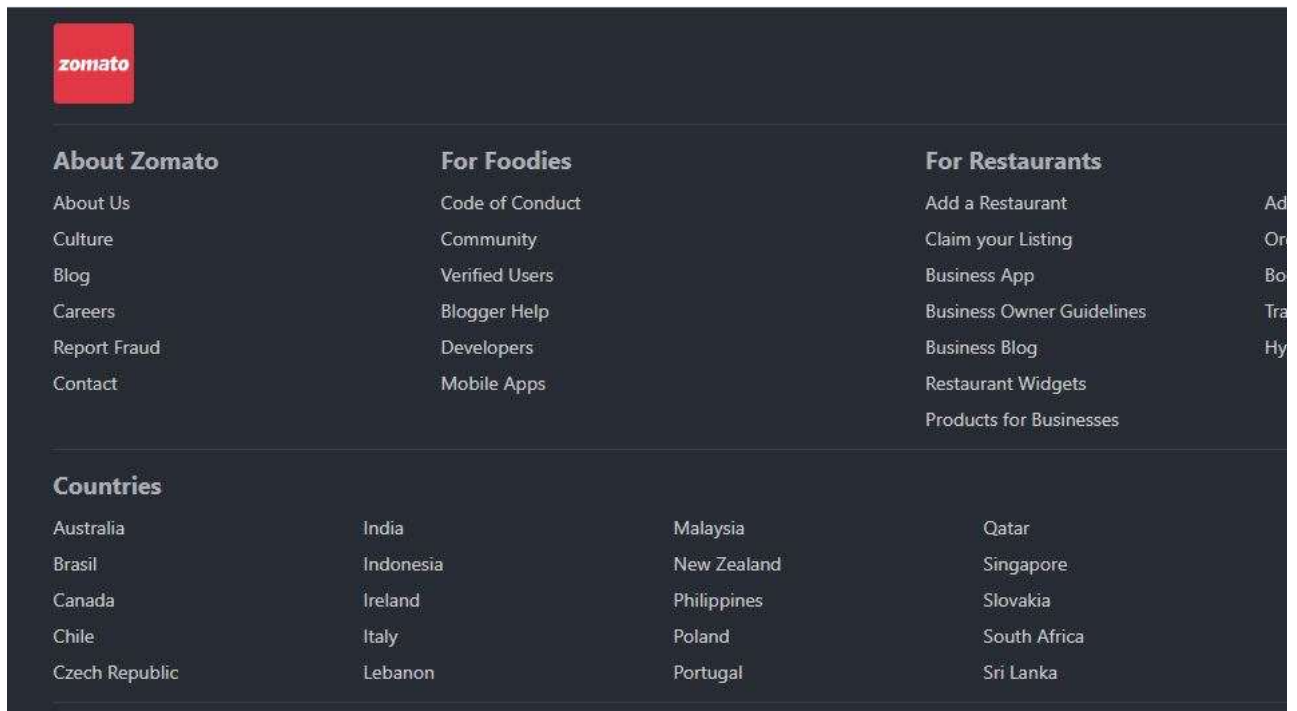 zomato
About Zomato
About Us
Culture
Blog
Careers
Report Fraud
Contact
For Foodies
Code of Conduct
Community
Verified Users
Blogger Help
Developers
Mobile Apps
For Restaurants
Add a Restaurant
Claim your Listing
Business App
Business Owner Guidelines
Business Blog
Restaurant Widgets
Products for Businesses
Countries
Australia
Brasil
Canada
Chile
Czech Republic
India
Indonesia
Ireland
Italy
Lebanon
Malaysia
New Zealand
Philippines
Poland
Portugal
Qatar
Singapore
Slovakia
South Africa
Sri Lanka